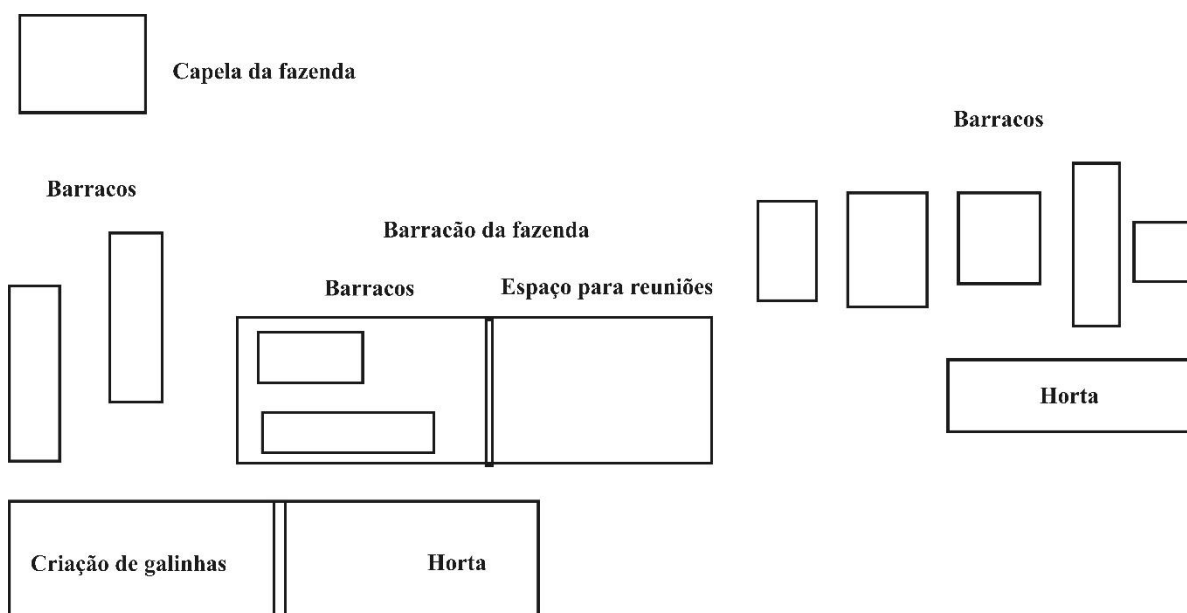 Capela da fazenda
Barracos
Barracos
Barracão da fazenda
Barracos
Espaço para reuniões
Horta
Criação de galinhas
Horta